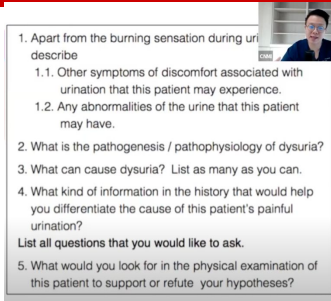 1. Apart from the burning sensation during uri
describe
1.1. Other symptoms of discomfort associated with
urination that this patient may experience.
1.2. Any abnormalities of the urine that this patient
may have.
2. What is the pathogenesis / pathophysiology of dysuria?
3. What can cause dysuria? List as many as you can.
4. What kind of information in the history that would help
you differentiate the cause of this patient's painful
urination?
List all questions that you would like to ask.
5. What would you look for in the physical examination of
this patient to support or refute your hypotheses?